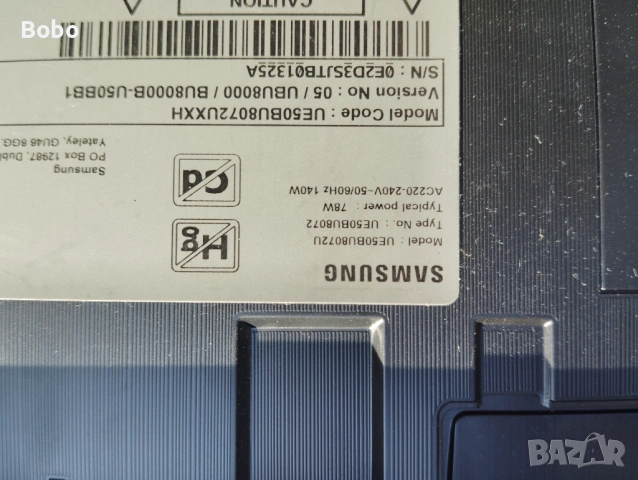 Bobo
SAMSUNG
Model : UE50BU8072U
Type No. : UE50BU8072
Typical power : 78W
AC220-240V~50/60Hz 140W
Hg
Cd
Samsung
PO Box 12987, Dubl
Yateley, GU46 6GG.
Model Code : UE50BU8072UXXH
Version No : 05 / UBU8000 / BU8000B-U50BB1
S/N : 0E2D3SJTB01325A
CAUTION
BAZAR